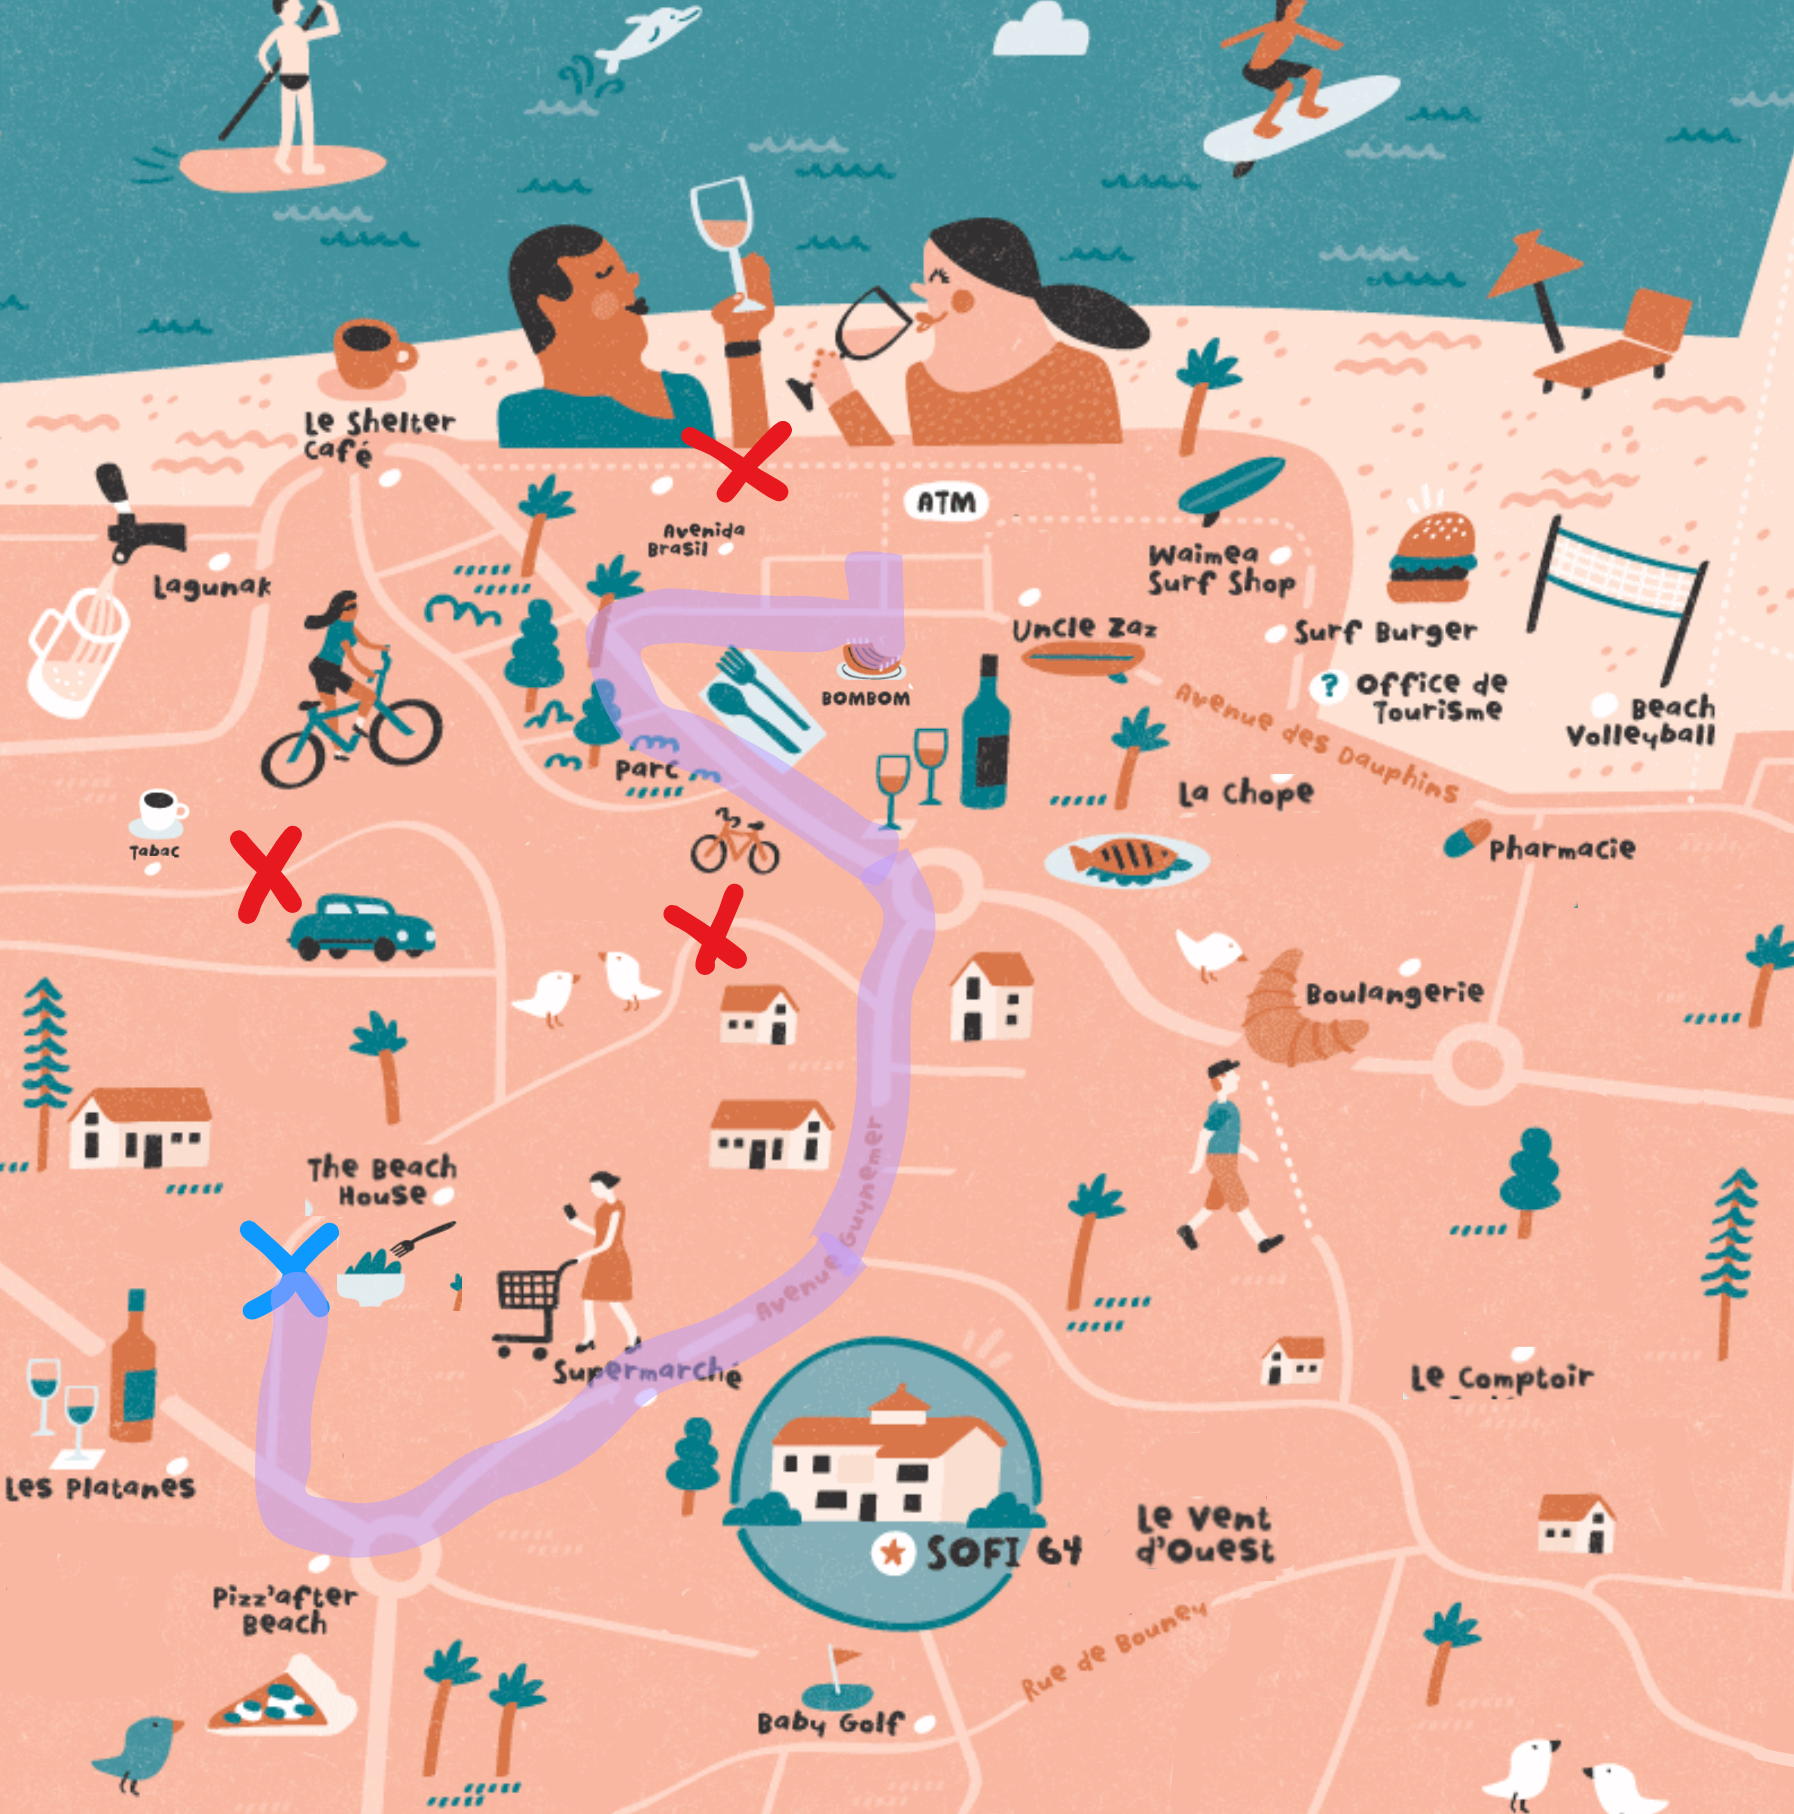 Le Shelter
Café
ATM
Avenida
Brasil
Lagunak
Waimea
Surf Shop
Uncle Zaz
Surf Burger
? Office de
Tourisme
BOMBOM
Beach
Volleyball
Avenue des Dauphins
Parc
La Chope
Tabac
Pharmacie
Boulangerie
The Beach
House
Avenue Guynemer
Supermarché
Le Comptoir
Les Platanes
SOFI 64
Le Vent
d'Ouest
Pizz'after
Beach
Rue de Bouney
Baby Golf